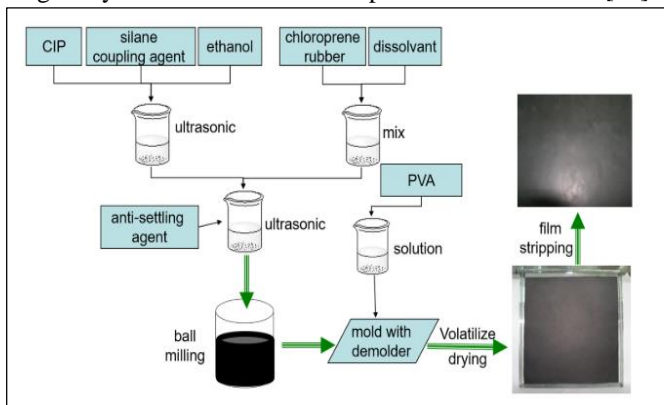 CIP
silane
coupling agent
ethanol
chloroprene
rubber
dissolvant
ultrasonic
mix
PVA
anti-settling
agent
ultrasonic
solution
film
stripping
ball
milling
mold with
demolder
Volatilize
drying